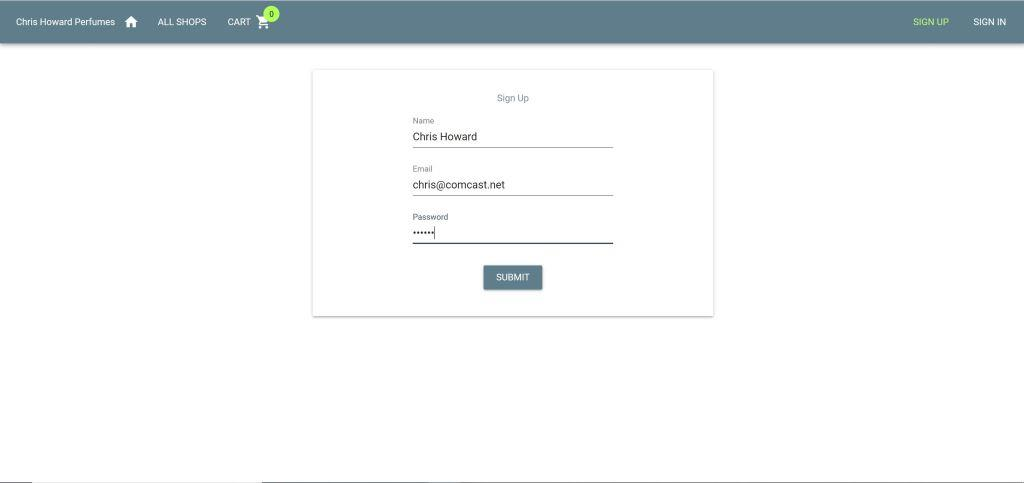 Chris Howard Perfumes ALL SHOPS CART 0 SIGN UP SIGN IN
Sign Up
Name
Chris Howard
Email
chris@comcast.net
Password
••••••
SUBMIT